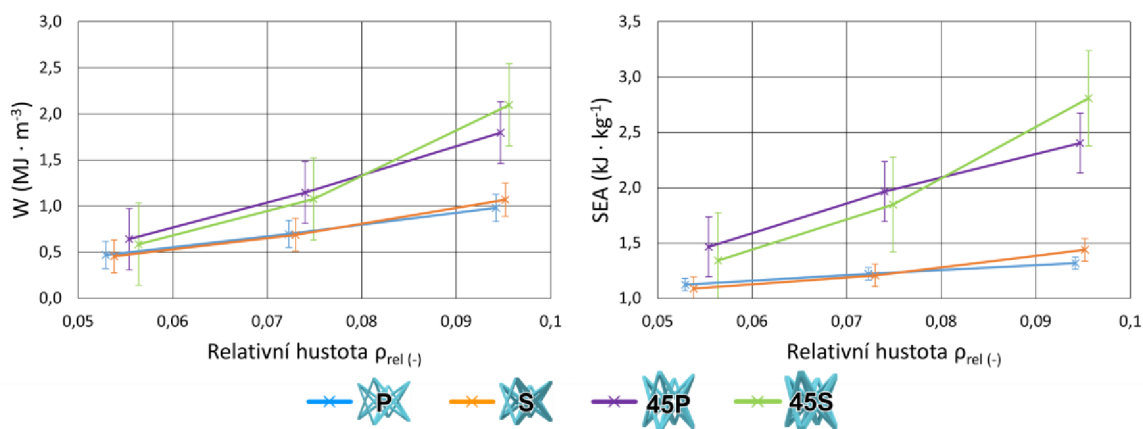 W (MJ · m⁻³)
3,0
2,5
2,0
1,5
1,0
0,5
0,0
0,05 0,06 0,07 0,08 0,09 0,1
Relativní hustota ρrel (-)
SEA (kJ · kg⁻¹)
3,5
3,0
2,5
2,0
1,5
1,0
0,05 0,06 0,07 0,08 0,09 0,1
Relativní hustota ρrel (-)
P S 45P 45S